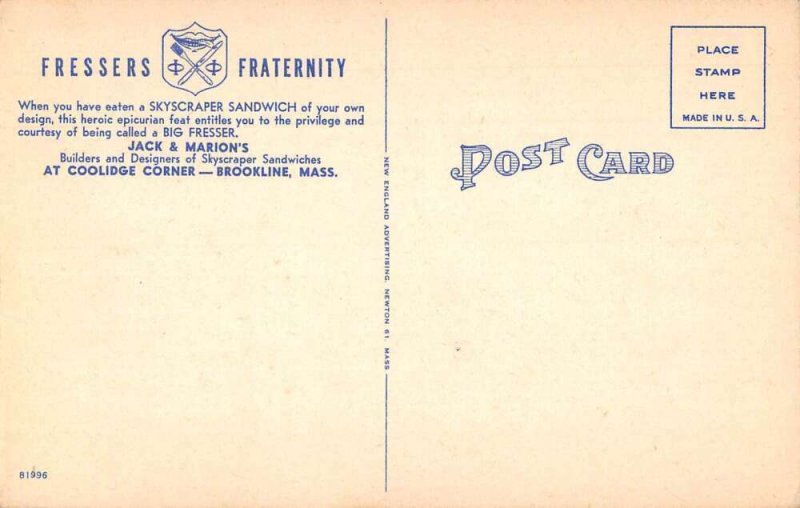 FRESSERS ΦΦ FRATERNITY
When you have eaten a SKYSCRAPER SANDWICH of your own
design, this heroic epicurian feat entitles you to the privilege and
courtesy of being called a BIG FRESSER.
JACK & MARION'S
Builders and Designers of Skyscraper Sandwiches
AT COOLIDGE CORNER — BROOKLINE, MASS.
81996
NEW ENGLAND ADVERTISING, NEWTON 61, MASS
PLACE
STAMP
HERE
MADE IN U. S. A.
POST CARD